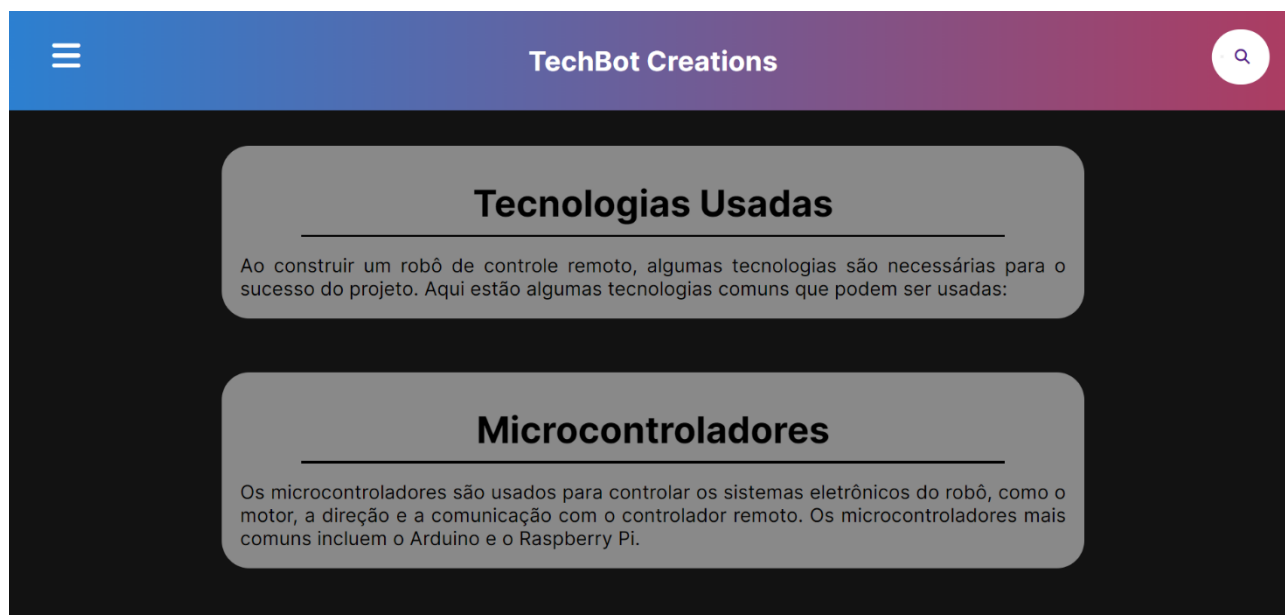 TechBot Creations
Tecnologias Usadas
Ao construir um robô de controle remoto, algumas tecnologias são necessárias para o
sucesso do projeto. Aqui estão algumas tecnologias comuns que podem ser usadas:
Microcontroladores
Os microcontroladores são usados para controlar os sistemas eletrônicos do robô, como o
motor, a direção e a comunicação com o controlador remoto. Os microcontroladores mais
comuns incluem o Arduino e o Raspberry Pi.